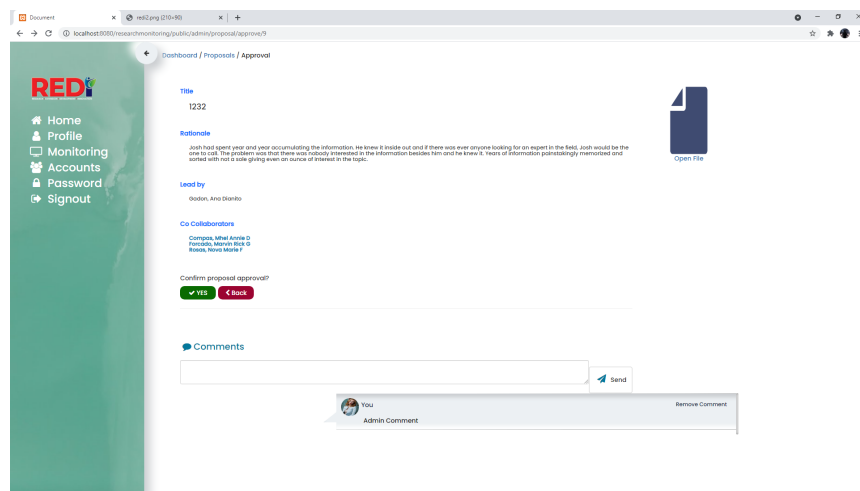 Document
redi2.png (210×90)
localhost:8080/researchmonitoring/public/admin/proposal/approve/9
REDi
Home
Profile
Monitoring
Accounts
Password
Signout
Dashboard / Proposals / Approval
Title
1232
Rationale
Josh had spent year and year accumulating the information. He knew it inside out and if there was ever anyone looking for an expert in the field, Josh would be the
one to call. The problem was that there was nobody interested in the information besides him and he knew it. Years of information painstakingly memorized and
sorted with not a sole giving even an ounce of interest in the topic.
Open File
Lead by
Godon, Ana Dianito
Co Collaborators
Compas, Mhel Annie D
Forcado, Marvin Rick G
Rosas, Nova Marie F
Confirm proposal approval?
YES
Back
Comments
Send
You
Remove Comment
Admin Comment